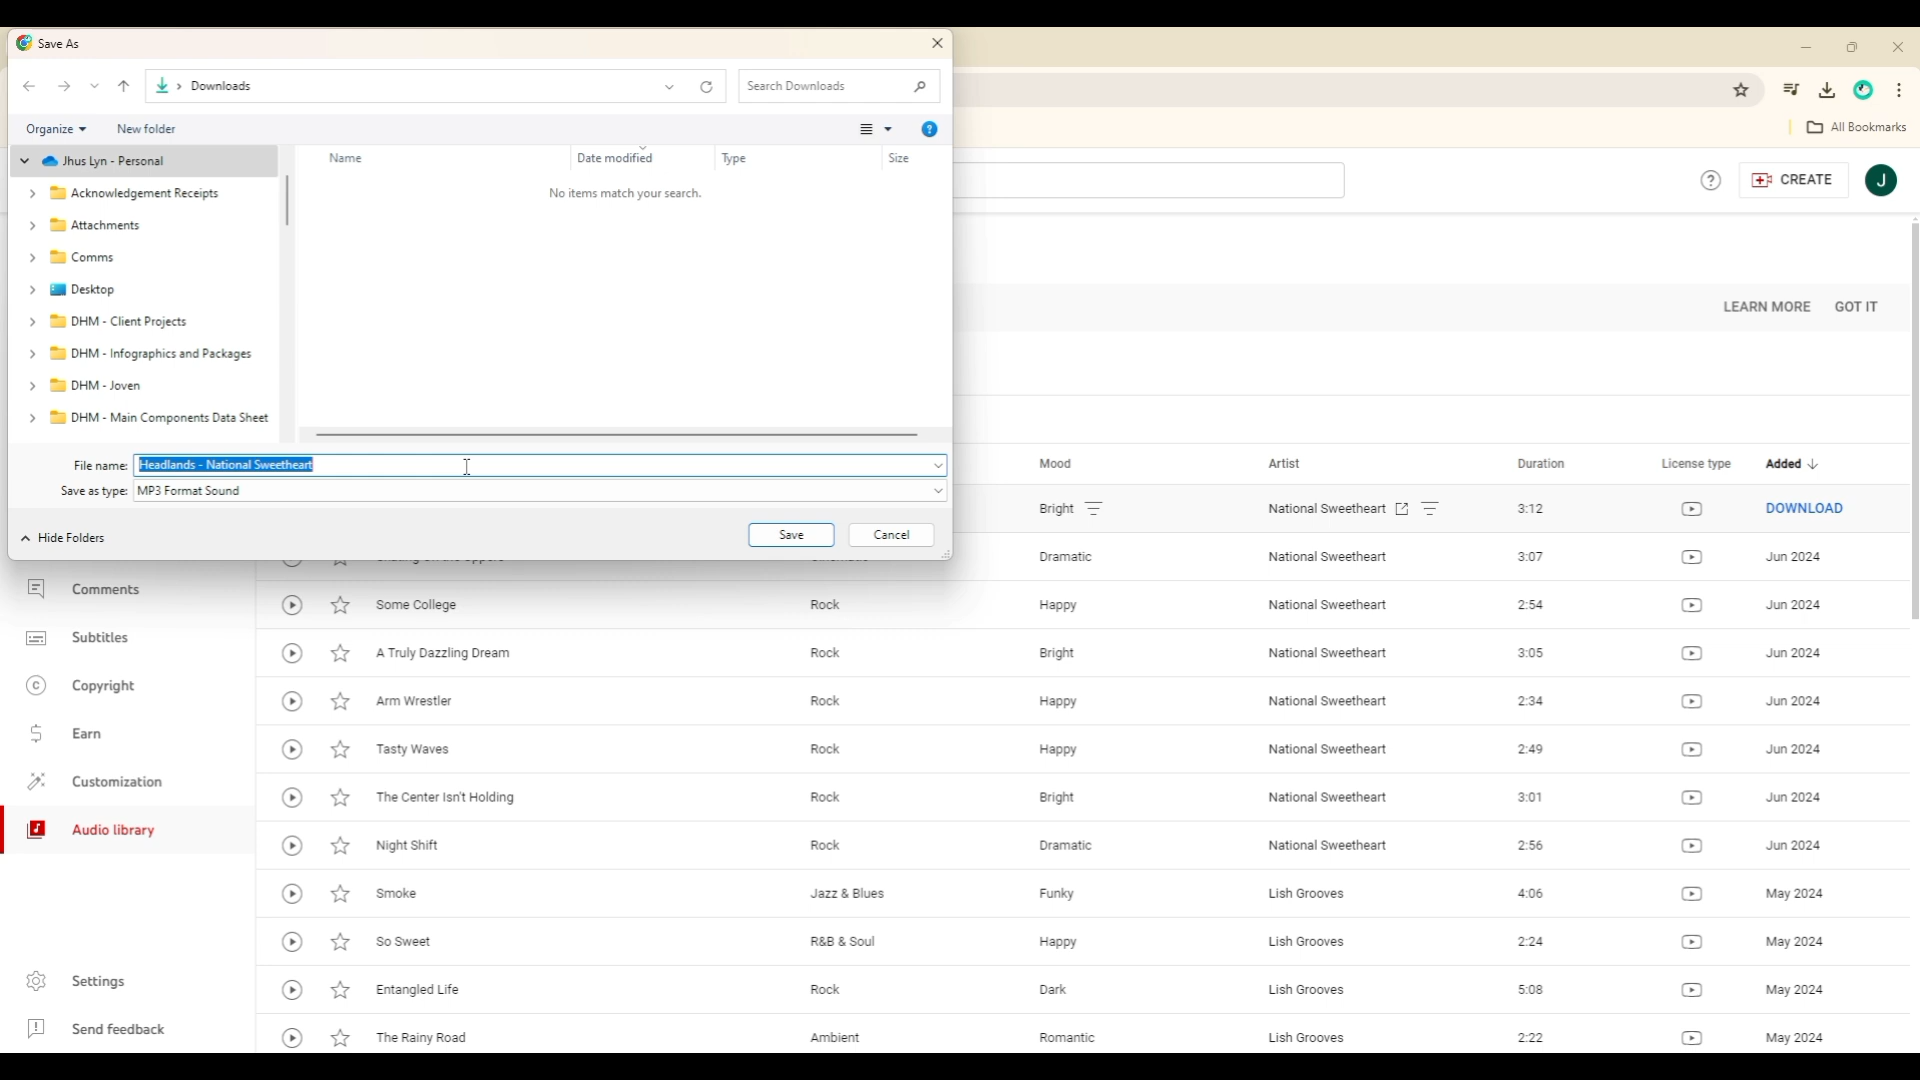 Save As
Downloads
Search Downloads
Organize
New folder
Jhus Lyn - Personal
Acknowledgement Receipts
Attachments
Comms
Desktop
DHM - Client Projects
DHM - Infographics and Packages
DHM - Joven
DHM - Main Components Data Sheet
Name Date modified Type Size
No items match your search.
File name: Headlands - National Sweetheart
Save as type: MP3 Format Sound
Hide Folders
Save Cancel
All Bookmarks
CREATE
J
LEARN MORE GOT IT
Mood Artist Duration License type Added
Bright National Sweetheart 3:12 DOWNLOAD
Dramatic National Sweetheart 3:07 Jun 2024
Some College Rock Happy National Sweetheart 2:54 Jun 2024
A Truly Dazzling Dream Rock Bright National Sweetheart 3:05 Jun 2024
Arm Wrestler Rock Happy National Sweetheart 2:34 Jun 2024
Tasty Waves Rock Happy National Sweetheart 2:49 Jun 2024
The Center Isn't Holding Rock Bright National Sweetheart 3:01 Jun 2024
Night Shift Rock Dramatic National Sweetheart 2:56 Jun 2024
Smoke Jazz & Blues Funky Lish Grooves 4:06 May 2024
So Sweet R&B & Soul Happy Lish Grooves 2:24 May 2024
Entangled Life Rock Dark Lish Grooves 5:08 May 2024
The Rainy Road Ambient Romantic Lish Grooves 2:22 May 2024
Comments
Subtitles
Copyright
Earn
Customization
Audio library
Settings
Send feedback